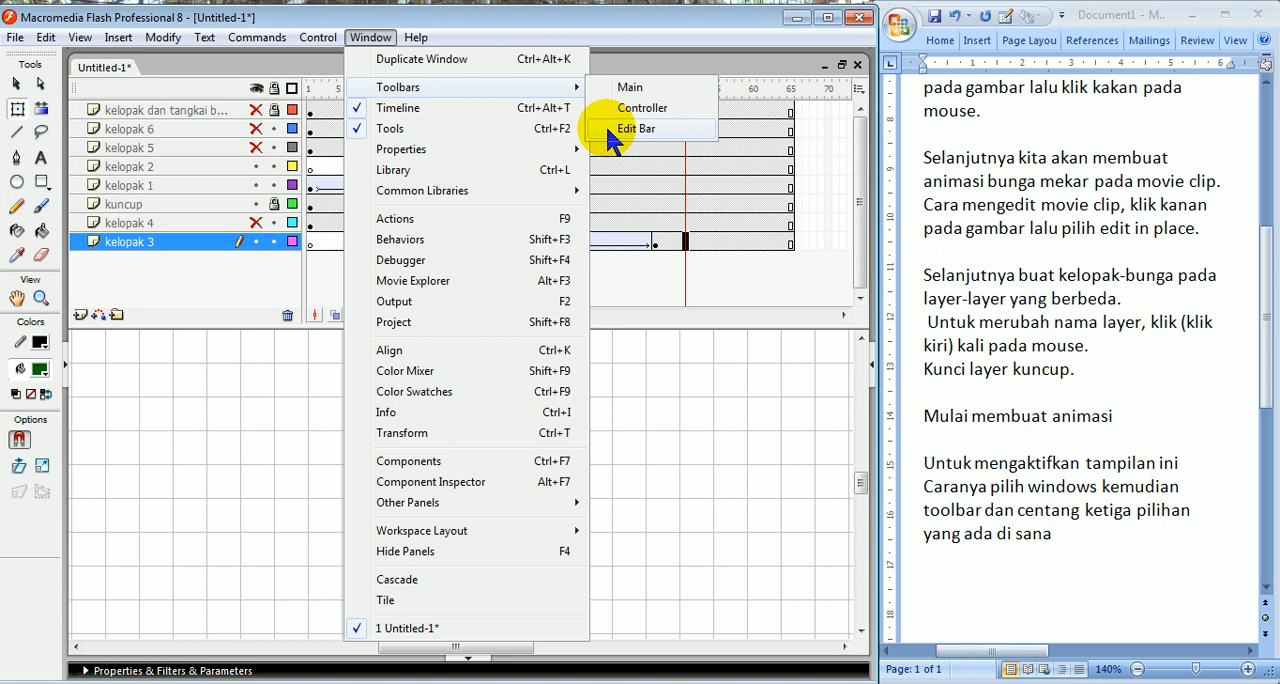 Macromedia Flash Professional 8 - [Untitled-1*]
File Edit View Insert Modify Text Commands Control Window Help
Tools
View
Colors
Options
Untitled-1*
1 5
65 70
kelopak dan tangkai b...
kelopak 6
kelopak 5
kelopak 2
kelopak 1
kuncup
kelopak 4
kelopak 3
Duplicate Window Ctrl+Alt+K
Toolbars
Timeline Ctrl+Alt+T
Tools Ctrl+F2
Properties
Library Ctrl+L
Common Libraries
Actions F9
Behaviors Shift+F3
Debugger Shift+F4
Movie Explorer Alt+F3
Output F2
Project Shift+F8
Align Ctrl+K
Color Mixer Shift+F9
Color Swatches Ctrl+F9
Info Ctrl+I
Transform Ctrl+T
Components Ctrl+F7
Component Inspector Alt+F7
Other Panels
Workspace Layout
Hide Panels F4
Cascade
Tile
1 Untitled-1*
Main
Controller
Edit Bar
Properties & Filters & Parameters
Document1 - M..
Home Insert Page Layou References Mailings Review View
1 2 3 4 5 6
pada gambar lalu klik kakan pada
mouse.
Selanjutnya kita akan membuat
animasi bunga mekar pada movie clip.
Cara mengedit movie clip, klik kanan
pada gambar lalu pilih edit in place.
Selanjutnya buat kelopak-bunga pada
layer-layer yang berbeda.
Untuk merubah nama layer, klik (klik
kiri) kali pada mouse.
Kunci layer kuncup.
Mulai membuat animasi
Untuk mengaktifkan tampilan ini
Caranya pilih windows kemudian
toolbar dan centang ketiga pilihan
yang ada di sana
Page: 1 of 1
140%